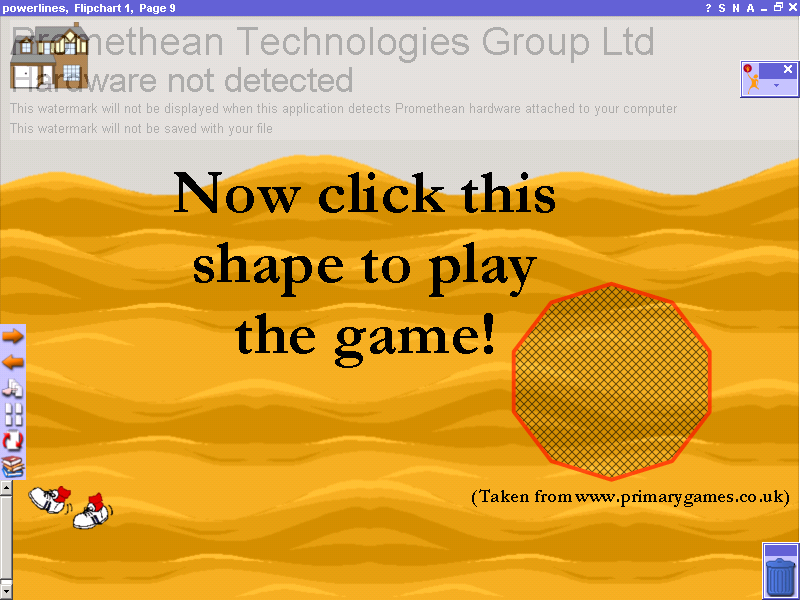 powerlines, Flipchart 1, Page 9
? S N A
Promethean Technologies Group Ltd
Hardware not detected
This watermark will not be displayed when this application detects Promethean hardware attached to your computer
This watermark will not be saved with your file
Now click this
shape to play
the game!
(Taken from www.primarygames.co.uk)